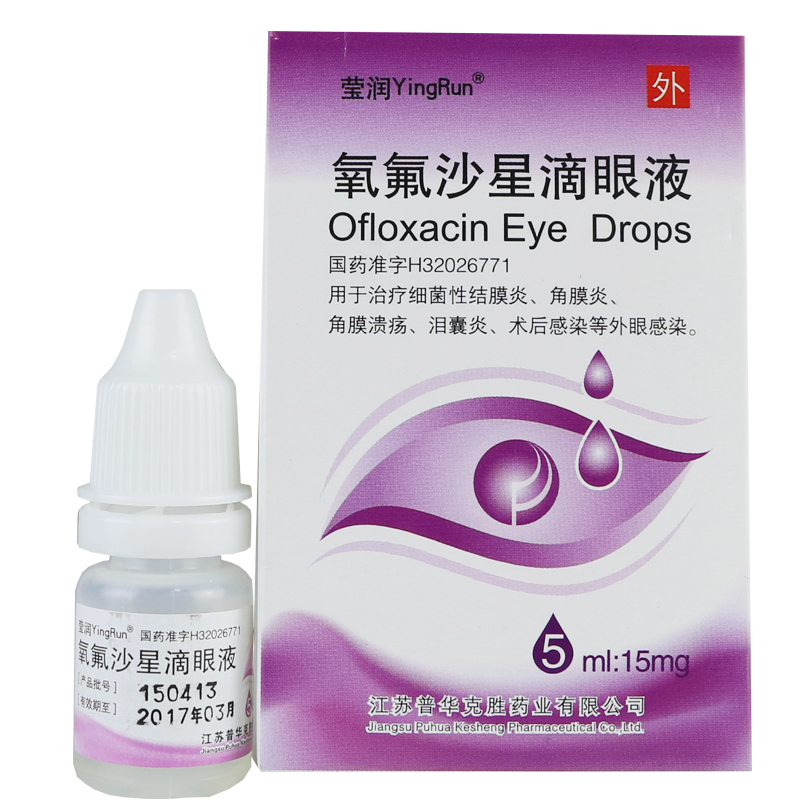 莹润YingRun®
外
氧氟沙星滴眼液
Ofloxacin Eye Drops
国药准字H32026771
用于治疗细菌性结膜炎、角膜炎、
角膜溃疡、泪囊炎、术后感染等外眼感染。
5 ml:15mg
江苏普华克胜药业有限公司
Jiangsu Puhua Kesheng Pharmaceutical Co.,Ltd.
莹润YingRun® 国药准字H32026771
氧氟沙星滴眼液
[产品批号] 150413
[有效期至] 2017年03月
江苏普华克
Jiangsu Puhua Kes